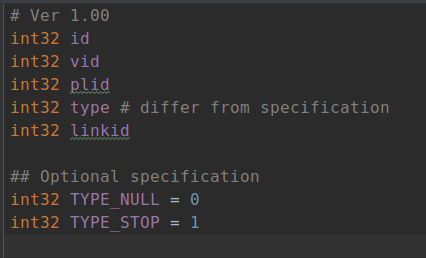 # Ver 1.00
int32 id
int32 vid
int32 plid
int32 type # differ from specification
int32 linkid
## Optional specification
int32 TYPE_NULL = 0
int32 TYPE_STOP = 1